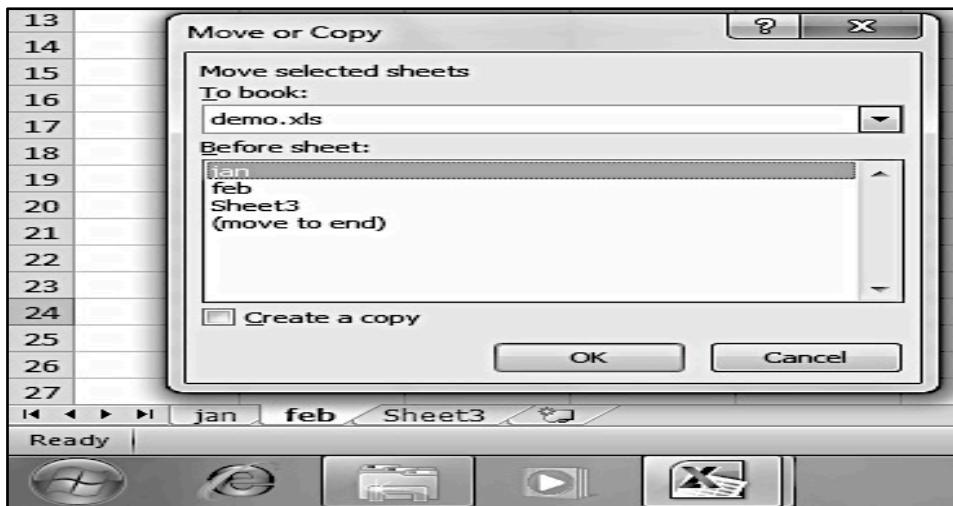 13
14
15
16
17
18
19
20
21
22
23
24
25
26
27
Move or Copy
Move selected sheets
To book:
demo.xls
Before sheet:
jan
feb
Sheet3
(move to end)
Create a copy
OK Cancel
jan feb Sheet3
Ready